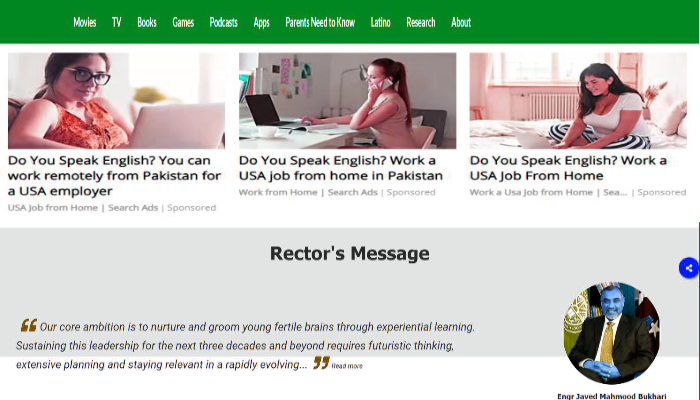 Movies TV Books Games Podcasts Apps Parents Need to Know Latino Research About
Do You Speak English? You can
work remotely from Pakistan for
a USA employer
USA Job from Home | Search Ads | Sponsored
Do You Speak English? Work a
USA job from home in Pakistan
Work from Home | Search Ads | Sponsored
Do You Speak English? Work a
USA Job From Home
Work a Usa Job from Home | Sea... | Sponsored
Rector's Message
“ Our core ambition is to nurture and groom young fertile brains through experiential learning.
Sustaining this leadership for the next three decades and beyond requires futuristic thinking,
extensive planning and staying relevant in a rapidly evolving... ” Read more
Engr Javed Mahmood Bukhari